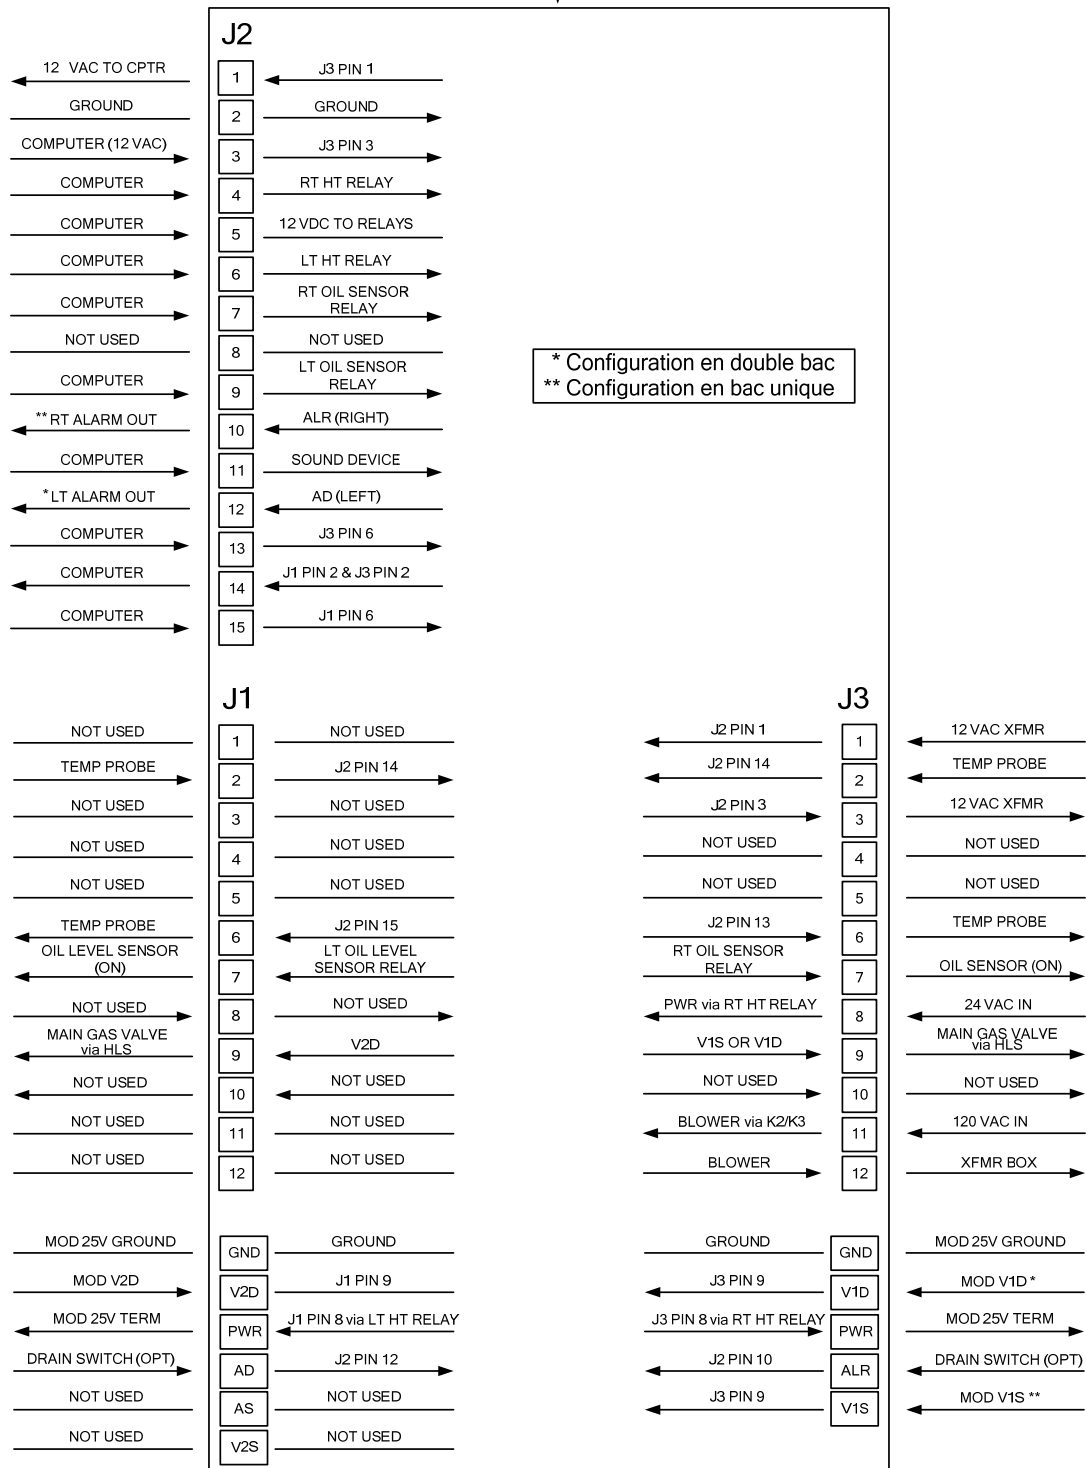 J2
12 VAC TO CPTR 1 J3 PIN 1
GROUND 2 GROUND
COMPUTER (12 VAC) 3 J3 PIN 3
COMPUTER 4 RT HT RELAY
COMPUTER 5 12 VDC TO RELAYS
COMPUTER 6 LT HT RELAY
COMPUTER 7 RT OIL SENSOR
RELAY
NOT USED 8 NOT USED
COMPUTER 9 LT OIL SENSOR
RELAY
** RT ALARM OUT 10 ALR (RIGHT)
COMPUTER 11 SOUND DEVICE
* LT ALARM OUT 12 AD (LEFT)
COMPUTER 13 J3 PIN 6
COMPUTER 14 J1 PIN 2 & J3 PIN 2
COMPUTER 15 J1 PIN 6
* Configuration en double bac
** Configuration en bac unique
J1
NOT USED 1 NOT USED
TEMP PROBE 2 J2 PIN 14
NOT USED 3 NOT USED
NOT USED 4 NOT USED
NOT USED 5 NOT USED
TEMP PROBE 6 J2 PIN 15
OIL LEVEL SENSOR 7 LT OIL LEVEL
(ON) SENSOR RELAY
NOT USED 8 NOT USED
MAIN GAS VALVE 9 V2D
via HLS
NOT USED 10 NOT USED
NOT USED 11 NOT USED
NOT USED 12 NOT USED
MOD 25V GROUND GND GROUND
MOD V2D V2D J1 PIN 9
MOD 25V TERM PWR J1 PIN 8 via LT HT RELAY
DRAIN SWITCH (OPT) AD J2 PIN 12
NOT USED AS NOT USED
NOT USED V2S NOT USED
J3
J2 PIN 1 1 12 VAC XFMR
J2 PIN 14 2 TEMP PROBE
J2 PIN 3 3 12 VAC XFMR
NOT USED 4 NOT USED
NOT USED 5 NOT USED
J2 PIN 13 6 TEMP PROBE
RT OIL SENSOR 7 OIL SENSOR (ON)
RELAY
PWR via RT HT RELAY 8 24 VAC IN
V1S OR V1D 9 MAIN GAS VALVE
via HLS
NOT USED 10 NOT USED
BLOWER via K2/K3 11 120 VAC IN
BLOWER 12 XFMR BOX
GROUND GND MOD 25V GROUND
J3 PIN 9 V1D MOD V1D *
J3 PIN 8 via RT HT RELAY PWR MOD 25V TERM
J2 PIN 10 ALR DRAIN SWITCH (OPT)
J3 PIN 9 V1S MOD V1S **